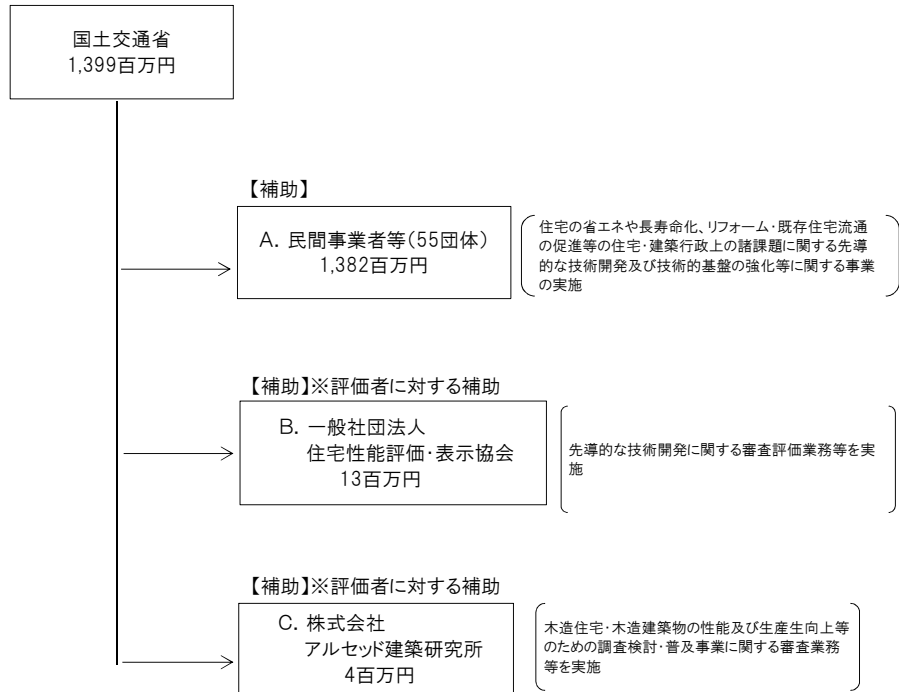 国土交通省
1,399百万円
【補助】
A. 民間事業者等(55団体)
1,382百万円
住宅の省エネや長寿命化、リフォーム・既存住宅流通
の促進等の住宅・建築行政上の諸課題に関する先導
的な技術開発及び技術的基盤の強化等に関する事業
の実施
【補助】※評価者に対する補助
B. 一般社団法人
住宅性能評価・表示協会
13百万円
先導的な技術開発に関する審査評価業務等を実
施
【補助】※評価者に対する補助
C. 株式会社
アルセッド建築研究所
4百万円
木造住宅・木造建築物の性能及び生産生向上等
のための調査検討・普及事業に関する審査業務
等を実施